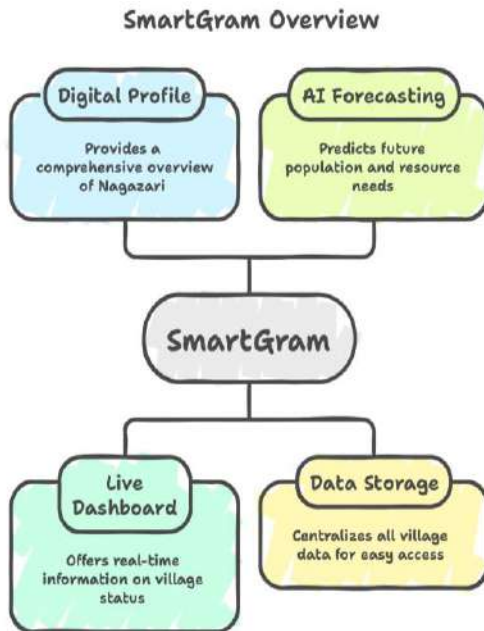 SmartGram Overview
Digital Profile
Provides a
comprehensive overview
of Nagazari
AI Forecasting
Predicts future
population and resource
needs
SmartGram
Live
Dashboard
Offers real-time
information on village
status
Data Storage
Centralizes all village
data for easy access